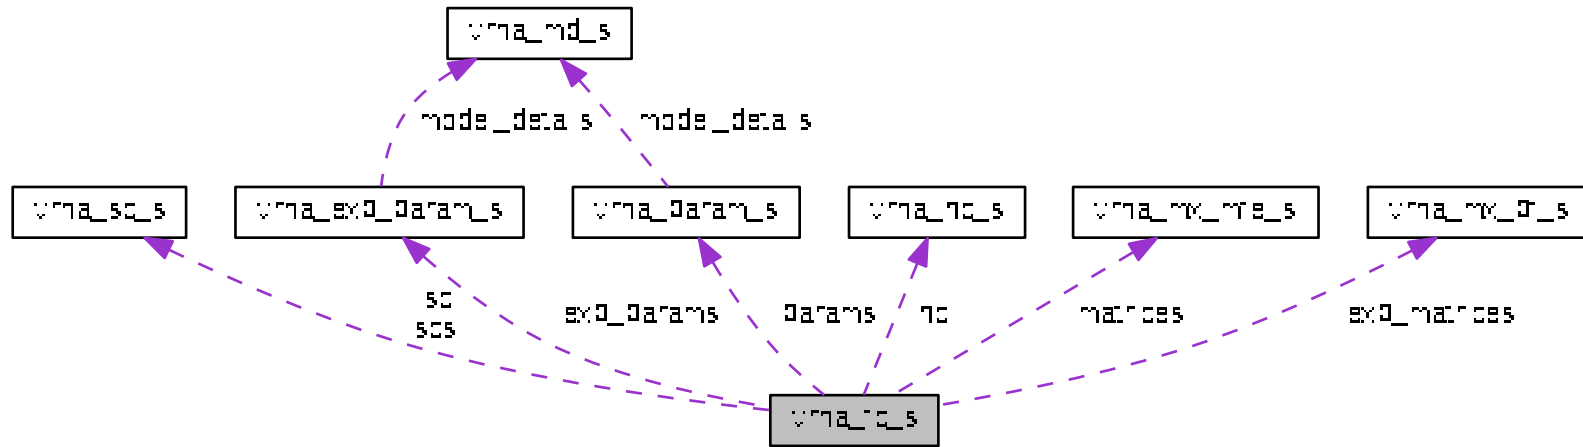 vrna_md_s
model_details
model_details
vrna_sc_s
vrna_exp_param_s
vrna_param_s
vrna_hc_s
vrna_mx_mfe_s
vrna_mx_pf_s
sc
scs
exp_params
params
hc
matrices
exp_matrices
vrna_fc_s